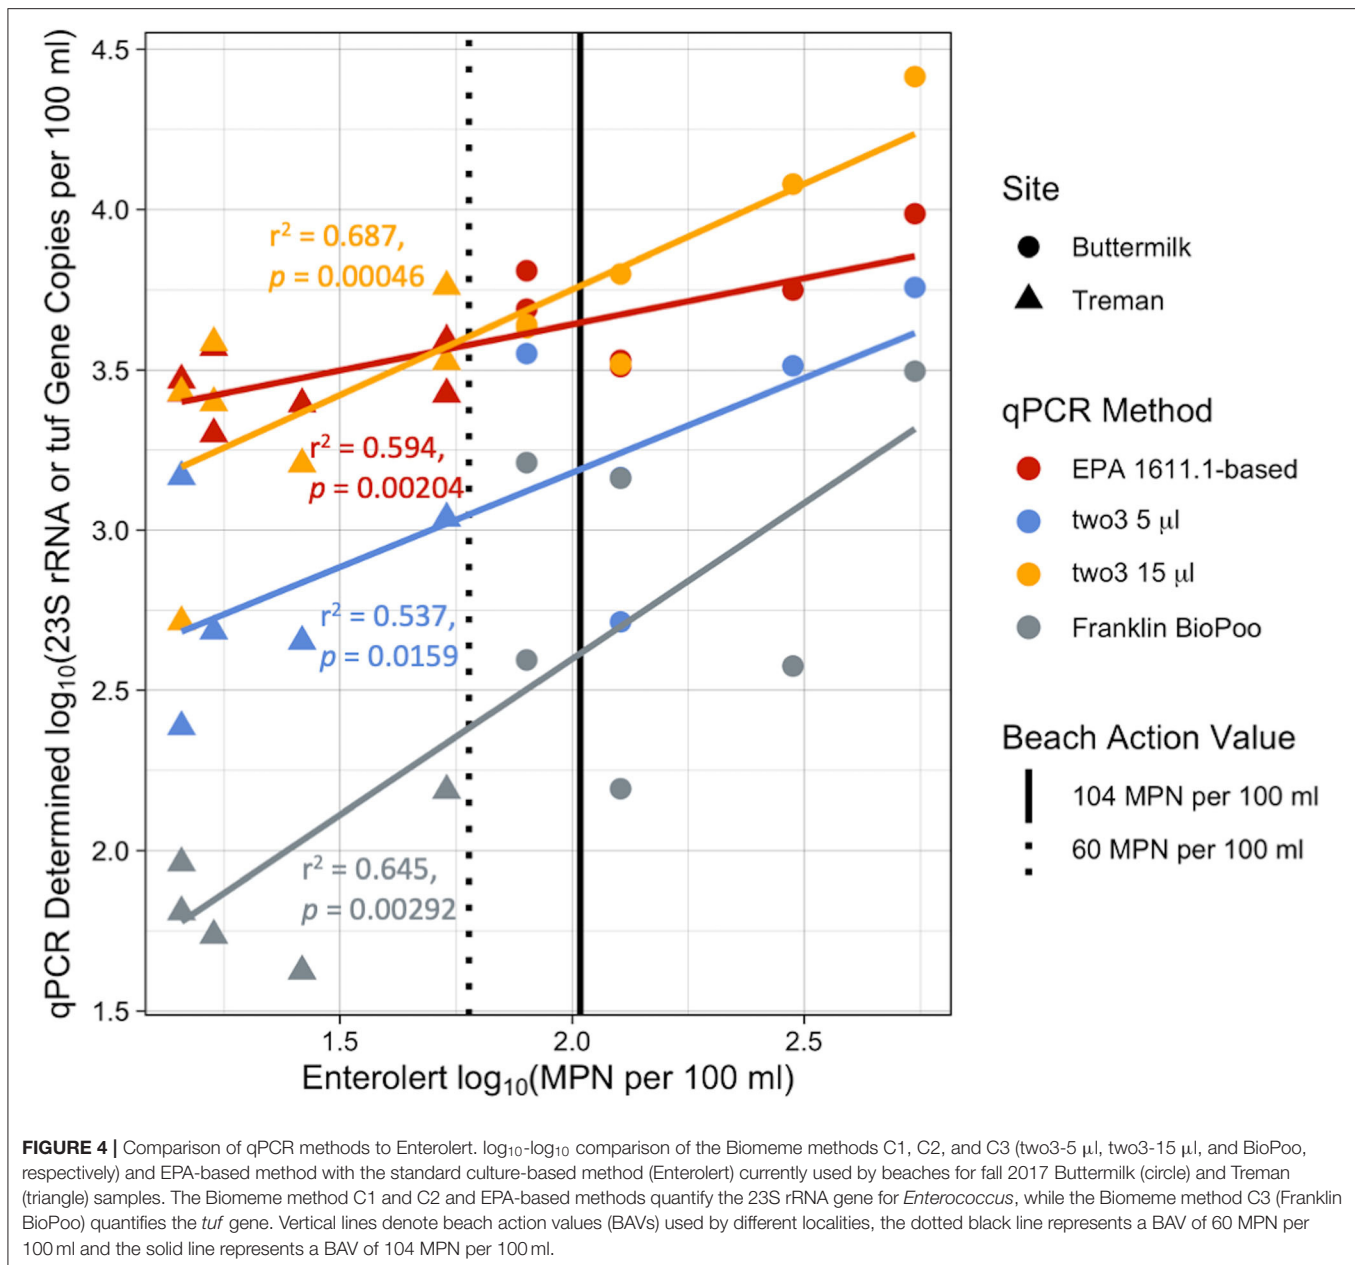 qPCR Determined log₁₀(23S rRNA or tuf Gene Copies per 100 ml)
4.5
4.0
3.5
3.0
2.5
2.0
1.5
r² = 0.687,
p = 0.00046
r² = 0.594,
p = 0.00204
r² = 0.537,
p = 0.0159
r² = 0.645,
p = 0.00292
1.5 2.0 2.5
Enterolert log₁₀(MPN per 100 ml)
Site
Buttermilk
Treman
qPCR Method
EPA 1611.1-based
two3 5 µl
two3 15 µl
Franklin BioPoo
Beach Action Value
104 MPN per 100 ml
60 MPN per 100 ml
FIGURE 4 | Comparison of qPCR methods to Enterolert. log₁₀-log₁₀ comparison of the Biomeme methods C1, C2, and C3 (two3-5 µl, two3-15 µl, and BioPoo,
respectively) and EPA-based method with the standard culture-based method (Enterolert) currently used by beaches for fall 2017 Buttermilk (circle) and Treman
(triangle) samples. The Biomeme method C1 and C2 and EPA-based methods quantify the 23S rRNA gene for Enterococcus, while the Biomeme method C3 (Franklin
BioPoo) quantifies the tuf gene. Vertical lines denote beach action values (BAVs) used by different localities, the dotted black line represents a BAV of 60 MPN per
100 ml and the solid line represents a BAV of 104 MPN per 100 ml.